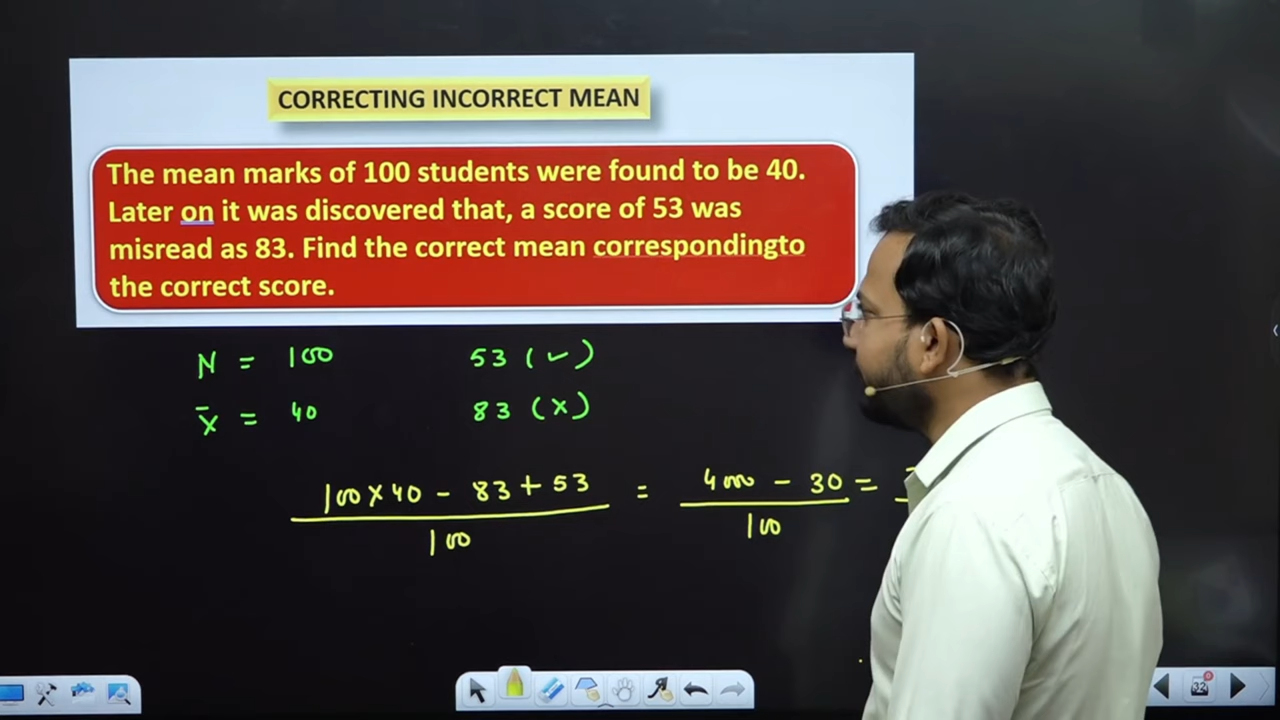 CORRECTING INCORRECT MEAN
The mean marks of 100 students were found to be 40.
Later on it was discovered that, a score of 53 was
misread as 83. Find the correct mean correspondingto
the correct score.
N = 100 53 (✓)
x̄ = 40 83 (×)
100×40 - 83+53 / 100 = 4000 - 30 / 100 =